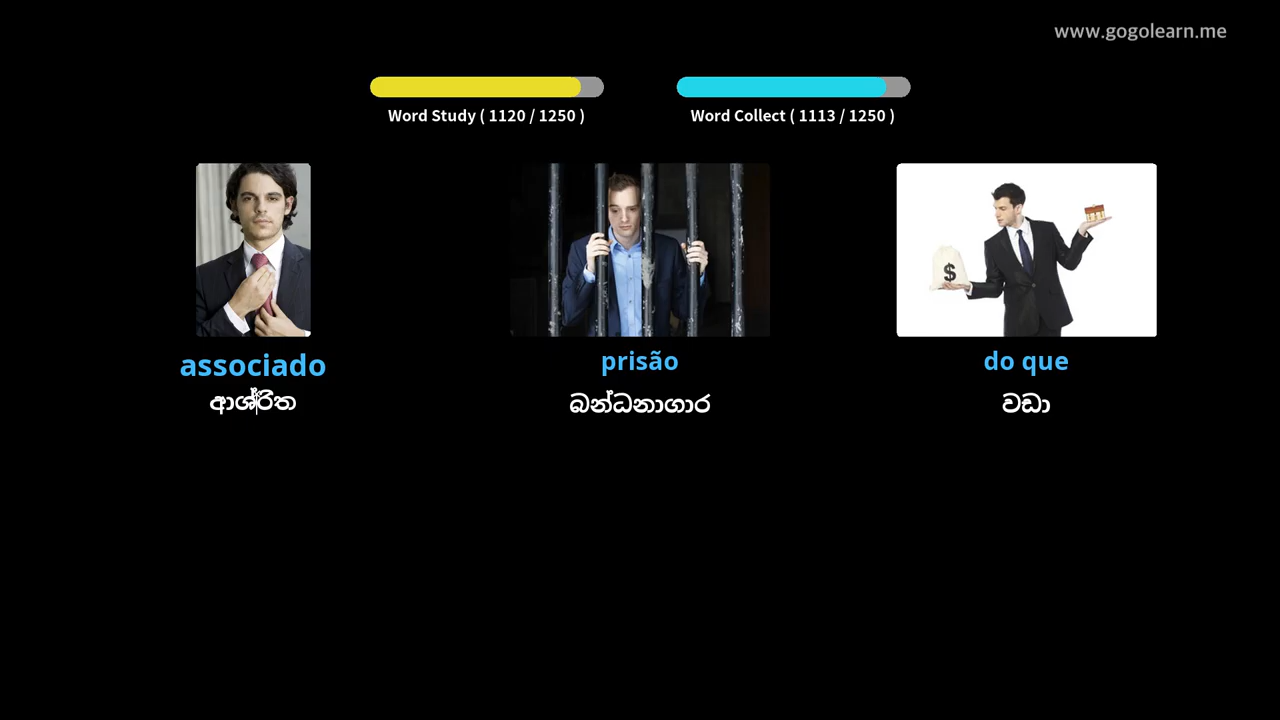 www.gogolearn.me
Word Study ( 1120 / 1250 )
Word Collect ( 1113 / 1250 )
$
associado
ආශ්‍රිත
prisão
බන්ධනාගාර
do que
වඩා